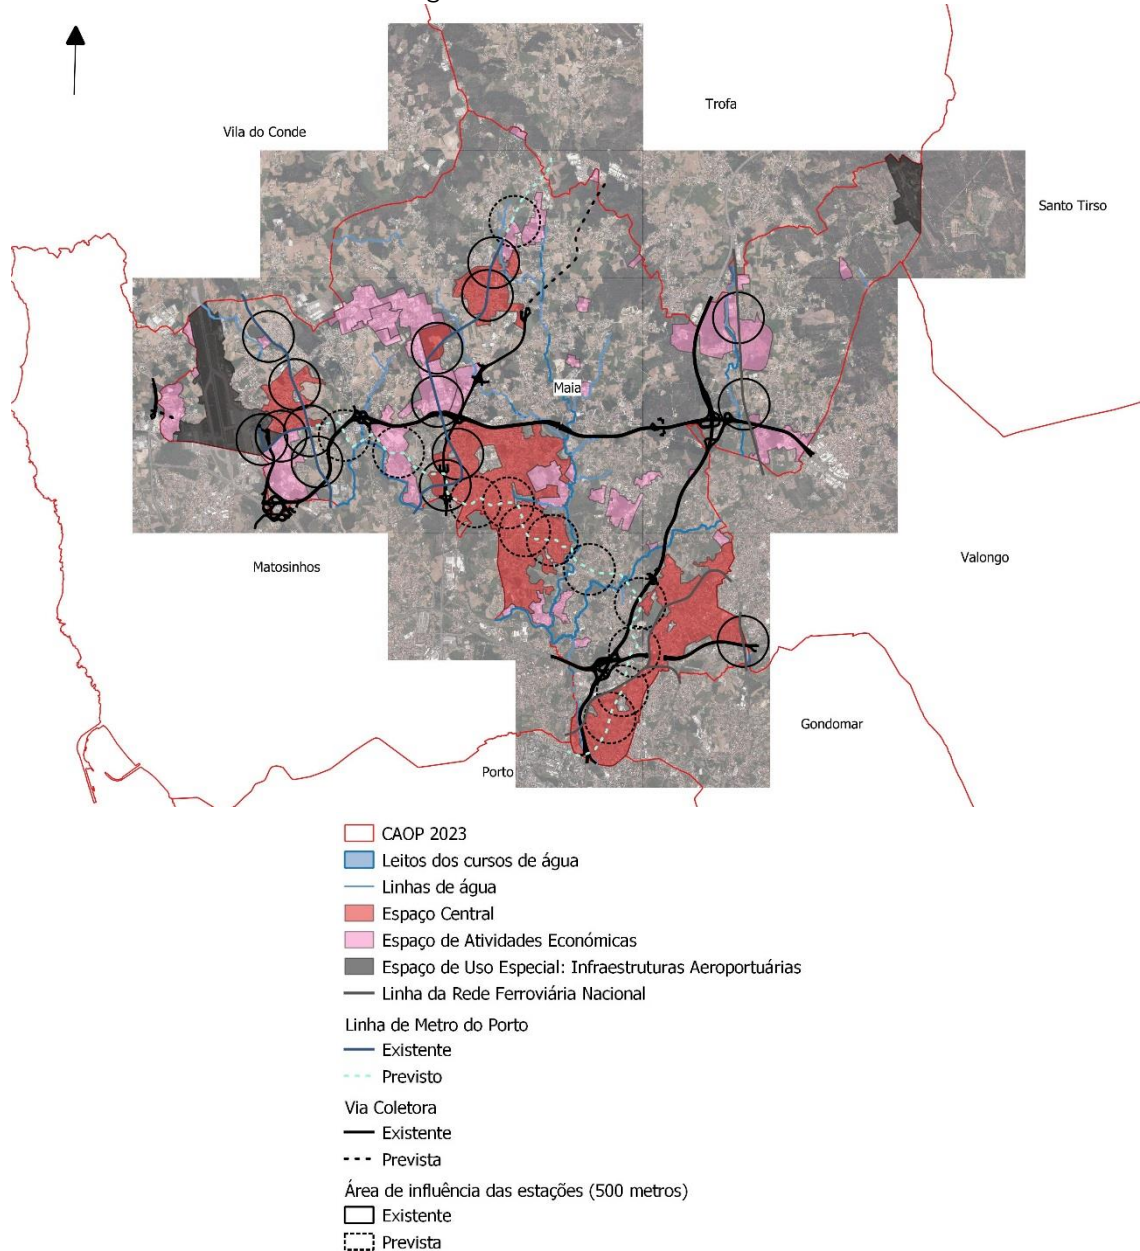 Vila do Conde
Trofa
Santo Tirso
Maia
Matosinhos
Valongo
Gondomar
Porto
CAOP 2023
Leitos dos cursos de água
Linhas de água
Espaço Central
Espaço de Atividades Económicas
Espaço de Uso Especial: Infraestruturas Aeroportuárias
Linha da Rede Ferroviária Nacional
Linha de Metro do Porto
Existente
Previsto
Via Coletora
Existente
Prevista
Área de influência das estações (500 metros)
Existente
Prevista